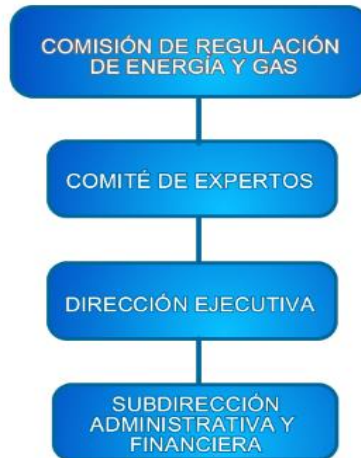 COMISIÓN DE REGULACIÓN
DE ENERGÍA Y GAS
COMITÉ DE EXPERTOS
DIRECCIÓN EJECUTIVA
SUBDIRECCIÓN
ADMINISTRATIVA Y
FINANCIERA